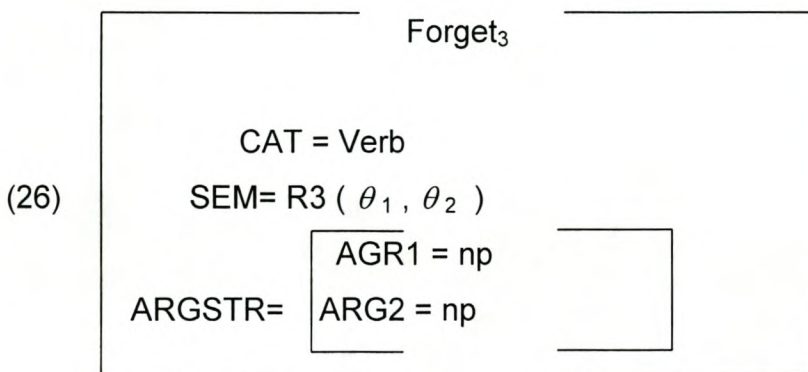 Forget₃
CAT = Verb
(26) SEM= R3 ( θ₁ , θ₂ )
AGR1 = np
ARGSTR= ARG2 = np